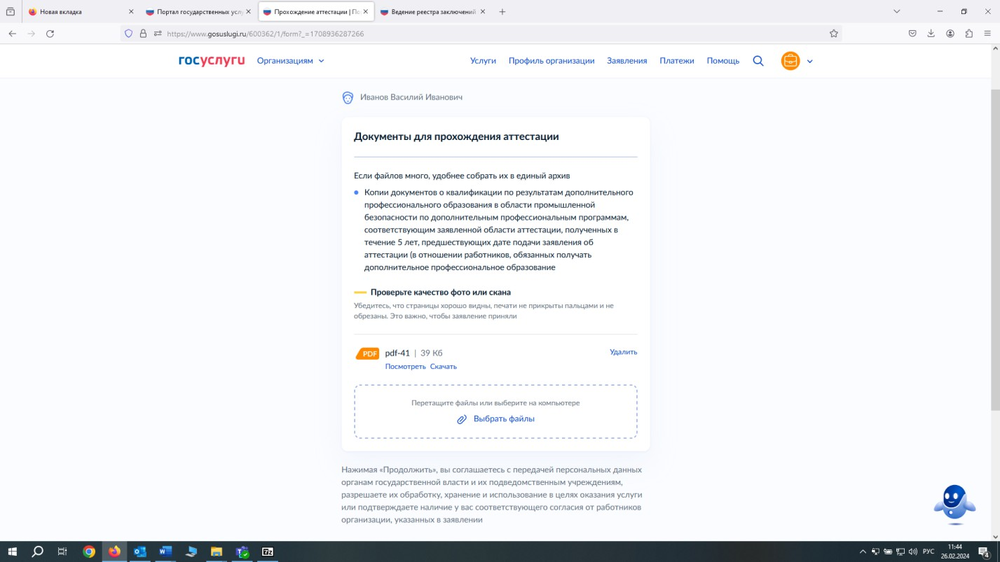 Новая вкладка
Портал государственных услу
Прохождение аттестации | По
Ведение реестра заключений
https://www.gosuslugi.ru/600362/1/form?_=1708936287266
госуслуги
Организациям
Услуги
Профиль организации
Заявления
Платежи
Помощь
Иванов Василий Иванович
Документы для прохождения аттестации
Если файлов много, удобнее собрать их в единый архив
Копии документов о квалификации по результатам дополнительного
профессионального образования в области промышленной
безопасности по дополнительным профессиональным программам,
соответствующим заявленной области аттестации, полученных в
течение 5 лет, предшествующих дате подачи заявления об
аттестации (в отношении работников, обязанных получать
дополнительное профессиональное образование
Проверьте качество фото или скана
Убедитесь, что страницы хорошо видны, печати не прикрыты пальцами и не
обрезаны. Это важно, чтобы заявление приняли
PDF pdf-41 | 39 Кб
Удалить
Посмотреть Скачать
Перетащите файлы или выберите на компьютере
Выбрать файлы
Нажимая «Продолжить», вы соглашаетесь с передачей персональных данных
органам государственной власти и их подведомственным учреждениям,
разрешаете их обработку, хранение и использование в целях оказания услуги
или подтверждаете наличие у вас соответствующего согласия от работников
организации, указанных в заявлении
7z
РУС
11:44
26.02.2024
4